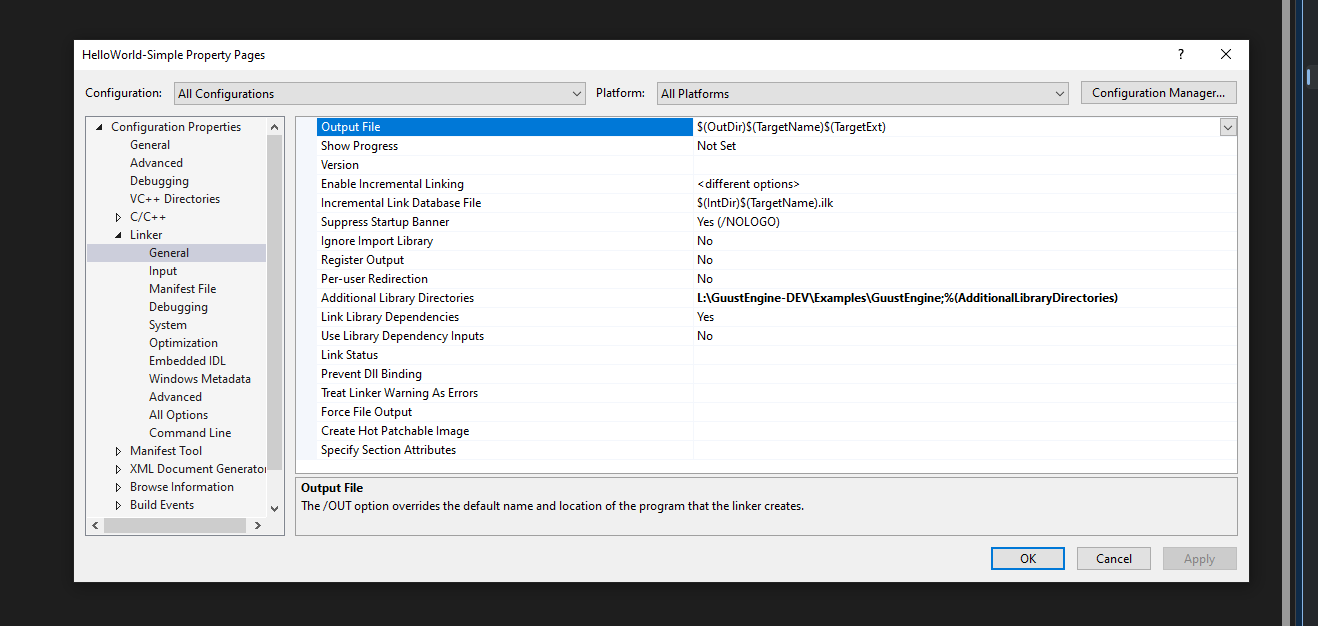 HelloWorld-Simple Property Pages
?
Configuration: All Configurations Platform: All Platforms Configuration Manager...
Configuration Properties
General
Advanced
Debugging
VC++ Directories
C/C++
Linker
General
Input
Manifest File
Debugging
System
Optimization
Embedded IDL
Windows Metadata
Advanced
All Options
Command Line
Manifest Tool
XML Document Generator
Browse Information
Build Events
Output File $(OutDir)$(TargetName)$(TargetExt)
Show Progress Not Set
Version
Enable Incremental Linking <different options>
Incremental Link Database File $(IntDir)$(TargetName).ilk
Suppress Startup Banner Yes (/NOLOGO)
Ignore Import Library No
Register Output No
Per-user Redirection No
Additional Library Directories L:\GuustEngine-DEV\Examples\GuustEngine;%(AdditionalLibraryDirectories)
Link Library Dependencies Yes
Use Library Dependency Inputs No
Link Status
Prevent Dll Binding
Treat Linker Warning As Errors
Force File Output
Create Hot Patchable Image
Specify Section Attributes
Output File
The /OUT option overrides the default name and location of the program that the linker creates.
OK Cancel Apply